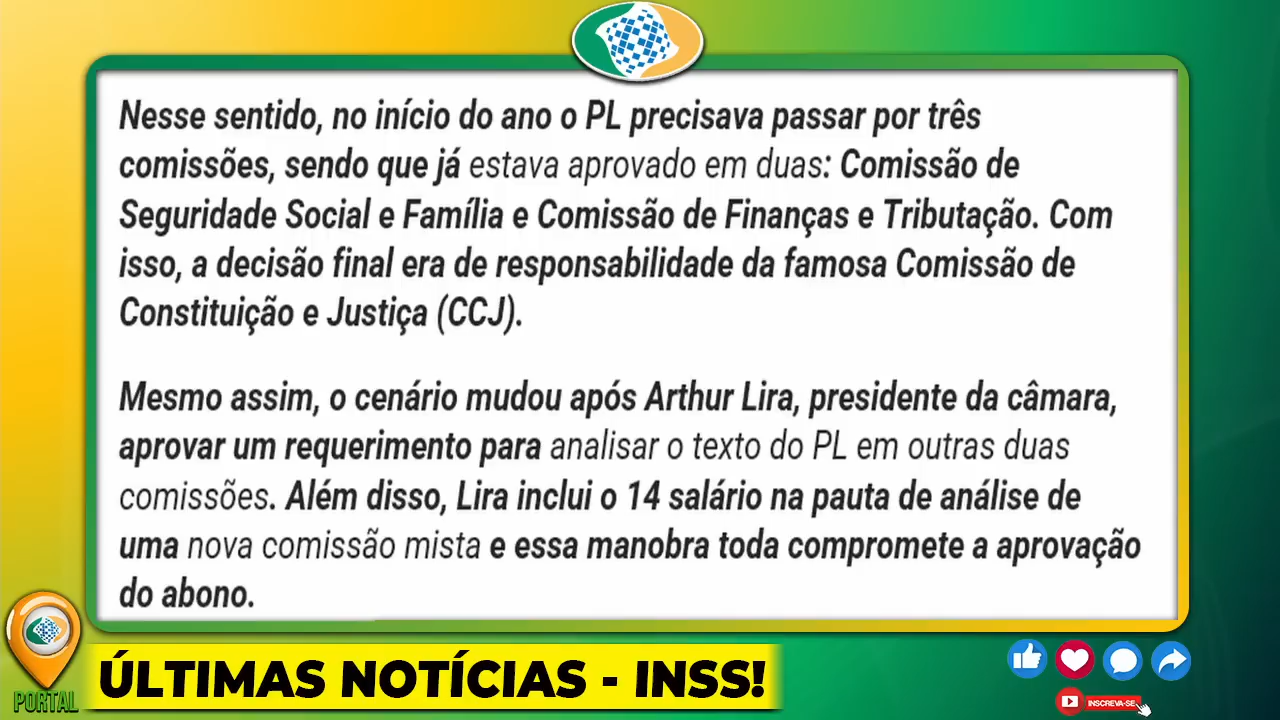 Nesse sentido, no início do ano o PL precisava passar por três
comissões, sendo que já estava aprovado em duas: Comissão de
Seguridade Social e Família e Comissão de Finanças e Tributação. Com
isso, a decisão final era de responsabilidade da famosa Comissão de
Constituição e Justiça (CCJ).
Mesmo assim, o cenário mudou após Arthur Lira, presidente da câmara,
aprovar um requerimento para analisar o texto do PL em outras duas
comissões. Além disso, Lira inclui o 14 salário na pauta de análise de
uma nova comissão mista e essa manobra toda compromete a aprovação
do abono.
PORTAL
ÚLTIMAS NOTÍCIAS - INSS!
INSCREVA-SE